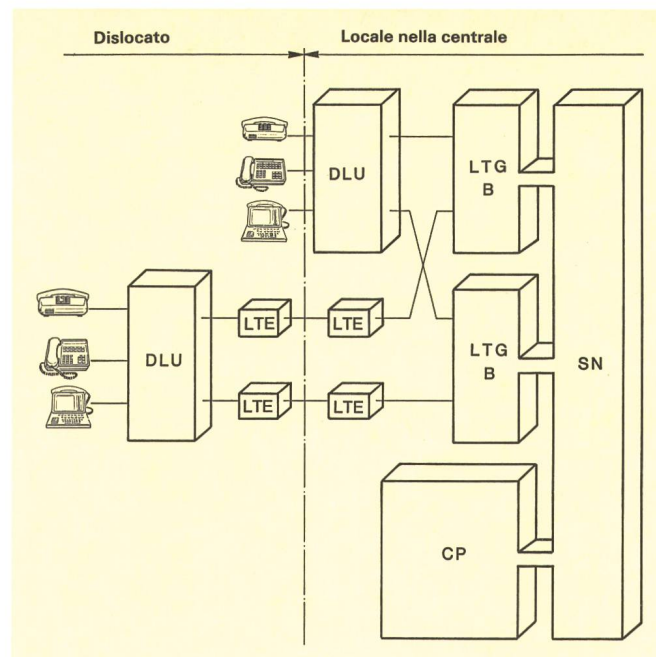 Dislocato
Locale nella centrale
DLU
LTG
B
LTE
LTE
DLU
LTG
B
SN
LTE
LTE
CP